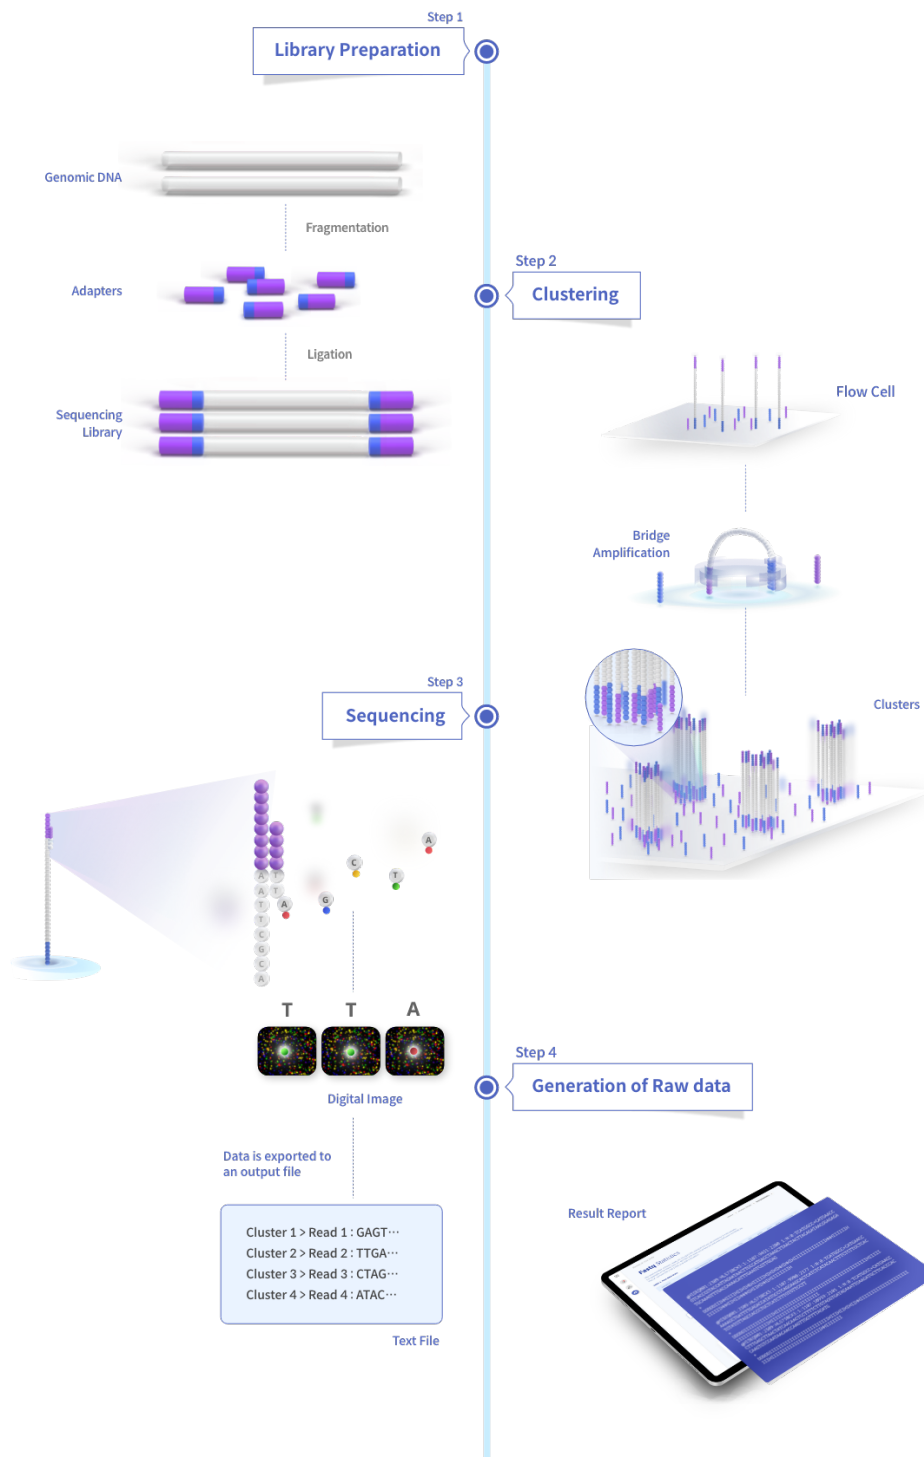 Step 1
Library Preparation
Genomic DNA
Fragmentation
Adapters
Ligation
Sequencing
Library
Step 2
Clustering
Flow Cell
Bridge
Amplification
Clusters
Step 3
Sequencing
A
T
A
T
T
T
C
G
C
A
A
G
C
T
A
T T A
Digital Image
Data is exported to
an output file
Cluster 1 > Read 1 : GAGT···
Cluster 2 > Read 2 : TTGA···
Cluster 3 > Read 3 : CTAG···
Cluster 4 > Read 4 : ATAC···
Text File
Step 4
Generation of Raw data
Result Report
Fastq